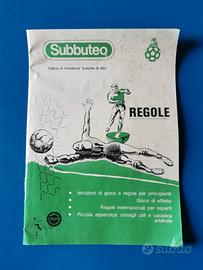 Subbuteo
Calcio in miniatura "a punta di dito
REGOLE
Istruzioni di gioco e regole per principianti
Gioco di effetto
Regole internazionali per esperti
Piccola appendice: consigli utili e casistica
arbitrale
subito